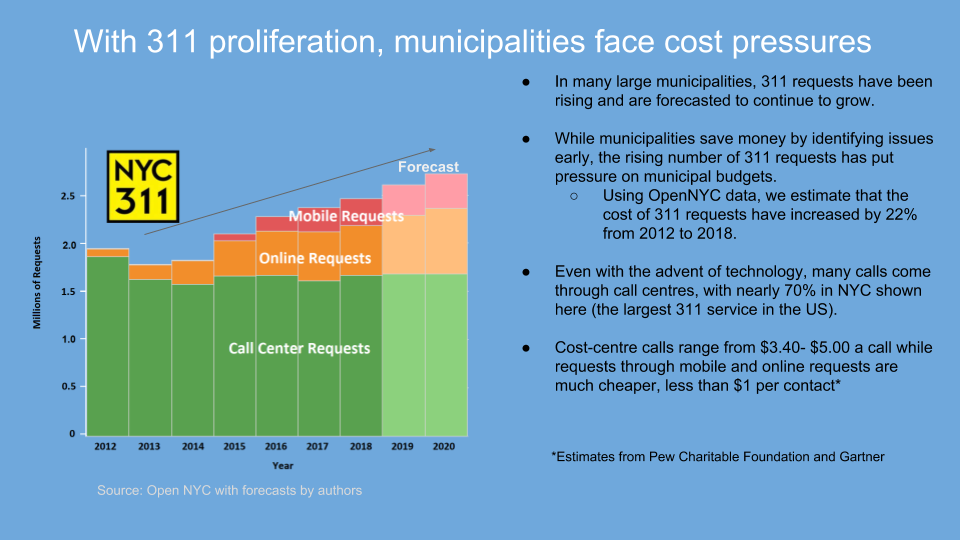 With 311 proliferation, municipalities face cost pressures
NYC
311
Forecast
Mobile Requests
Online Requests
Call Center Requests
Millions of Requests
2.5
2.0
1.5
1.0
0.5
0
2012 2013 2014 2015 2016 2017 2018 2019 2020
Year
Source: Open NYC with forecasts by authors
● In many large municipalities, 311 requests have been
rising and are forecasted to continue to grow.
● While municipalities save money by identifying issues
early, the rising number of 311 requests has put
pressure on municipal budgets.
○ Using OpenNYC data, we estimate that the
cost of 311 requests have increased by 22%
from 2012 to 2018.
● Even with the advent of technology, many calls come
through call centres, with nearly 70% in NYC shown
here (the largest 311 service in the US).
● Cost-centre calls range from $3.40- $5.00 a call while
requests through mobile and online requests are
much cheaper, less than $1 per contact*
*Estimates from Pew Charitable Foundation and Gartner